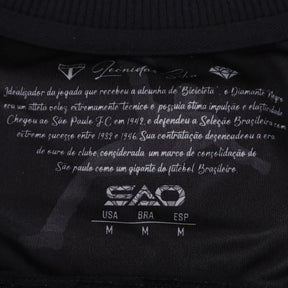 Leônidas da Silva
Idealizador da jogada que recebeu a alcunha de "Bicicleta", o Diamante Negro
era um atleta veloz, extremamente técnico e possuía ótima impulsão e elasticidade.
Chegou ao São Paulo F.C em 1942, e defendeu a Seleção Brasileira com
extremo sucesso entre 1932 e 1946. Sua contratação desencadeou a era
de ouro do clube, considerada um marco de consolidação do
São paulo como um gigante do futebol Brasileiro.
SAO
USA BRA ESP
M M M